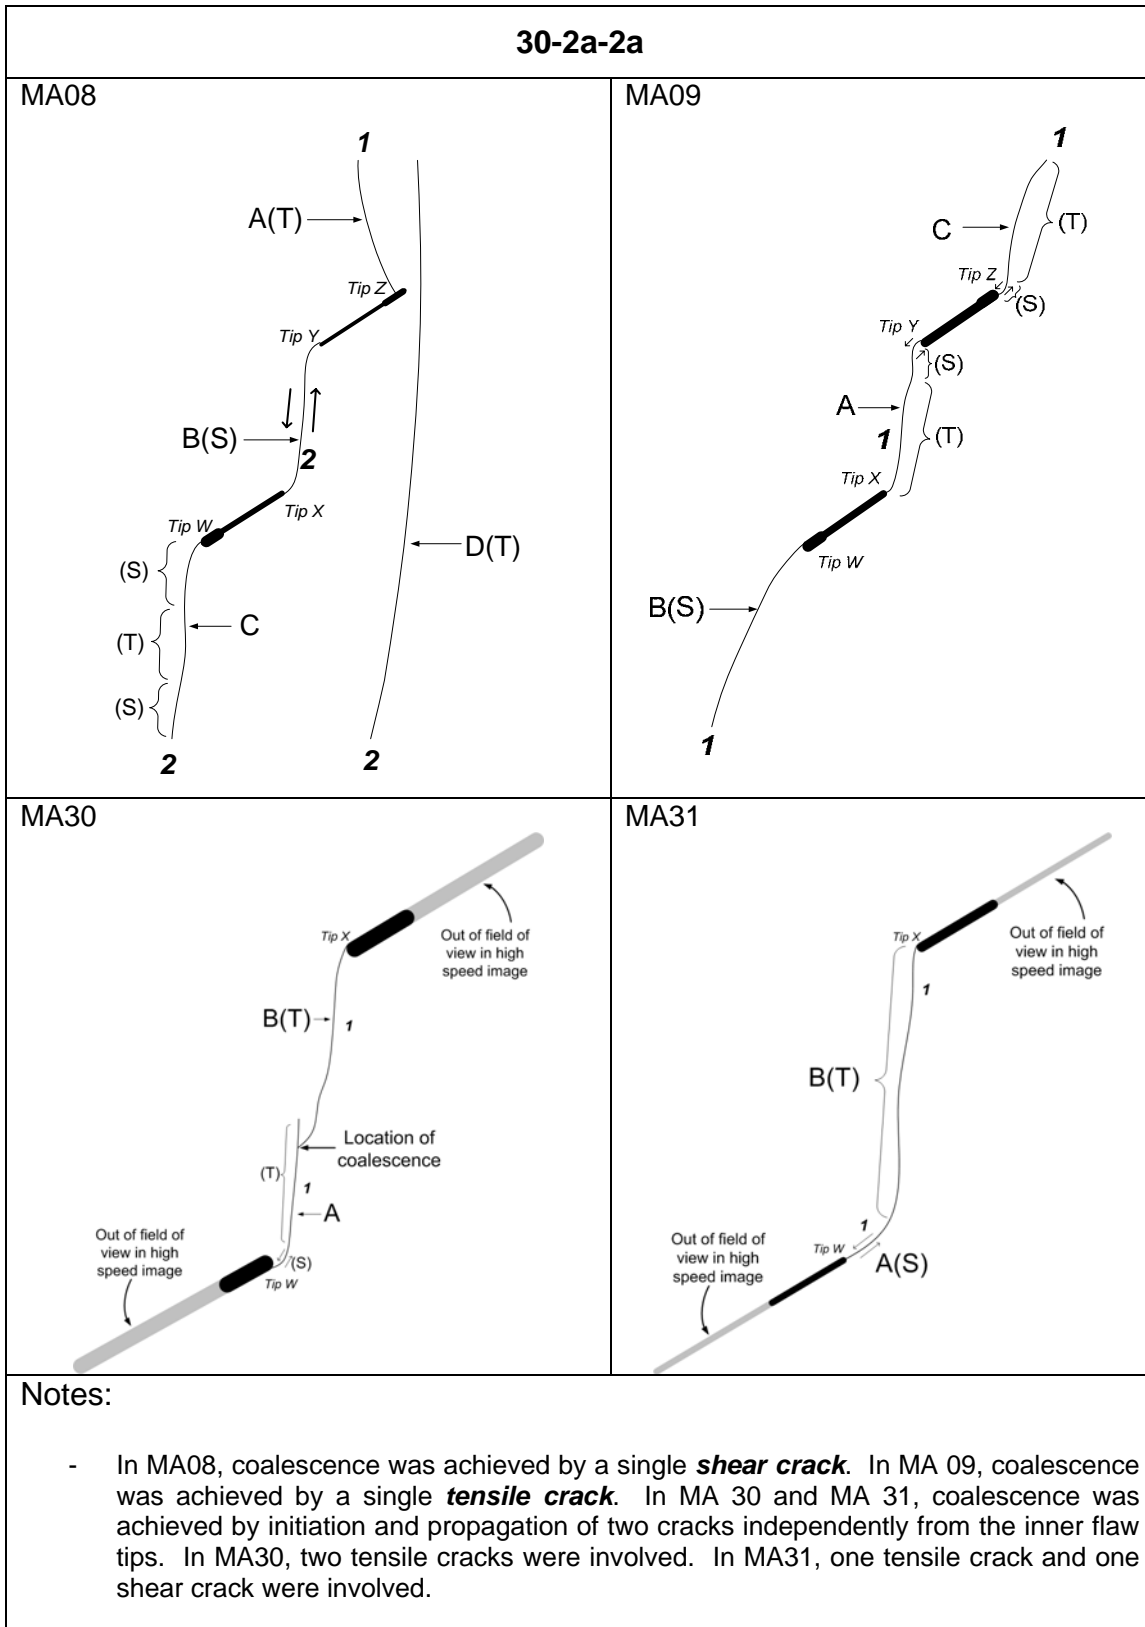 30-2a-2a
MA08
1
A(T)
Tip Z
Tip Y
B(S)
2
Tip X
Tip W
D(T)
(S)
C
(T)
(S)
2
2
MA09
1
C
(T)
Tip Z
(S)
Tip Y
(S)
A
1
(T)
Tip X
Tip W
B(S)
1
MA30
Tip X
Out of field of
view in high
speed image
B(T)
1
Location of
coalescence
(T)
1
A
Out of field of
view in high
speed image
(S)
Tip W
MA31
Tip X
Out of field of
view in high
speed image
1
B(T)
1
Out of field of
view in high
speed image
Tip W
A(S)
Notes:
- In MA08, coalescence was achieved by a single shear crack. In MA 09, coalescence
was achieved by a single tensile crack. In MA 30 and MA 31, coalescence was
achieved by initiation and propagation of two cracks independently from the inner flaw
tips. In MA30, two tensile cracks were involved. In MA31, one tensile crack and one
shear crack were involved.